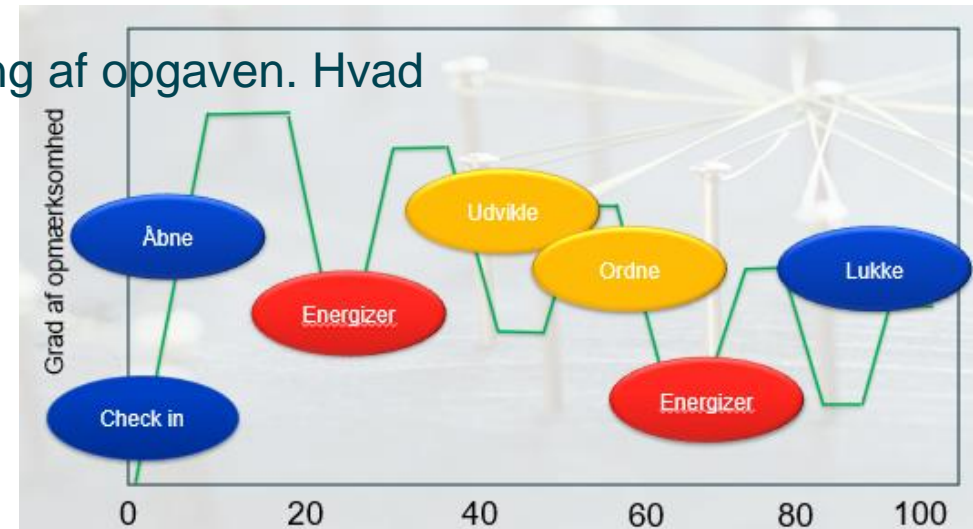 ng af opgaven. Hvad
Grad af opmærksomhed
Åbne
Udvikle
Ordne
Lukke
Energizer
Energizer
Check in
0 20 40 60 80 100